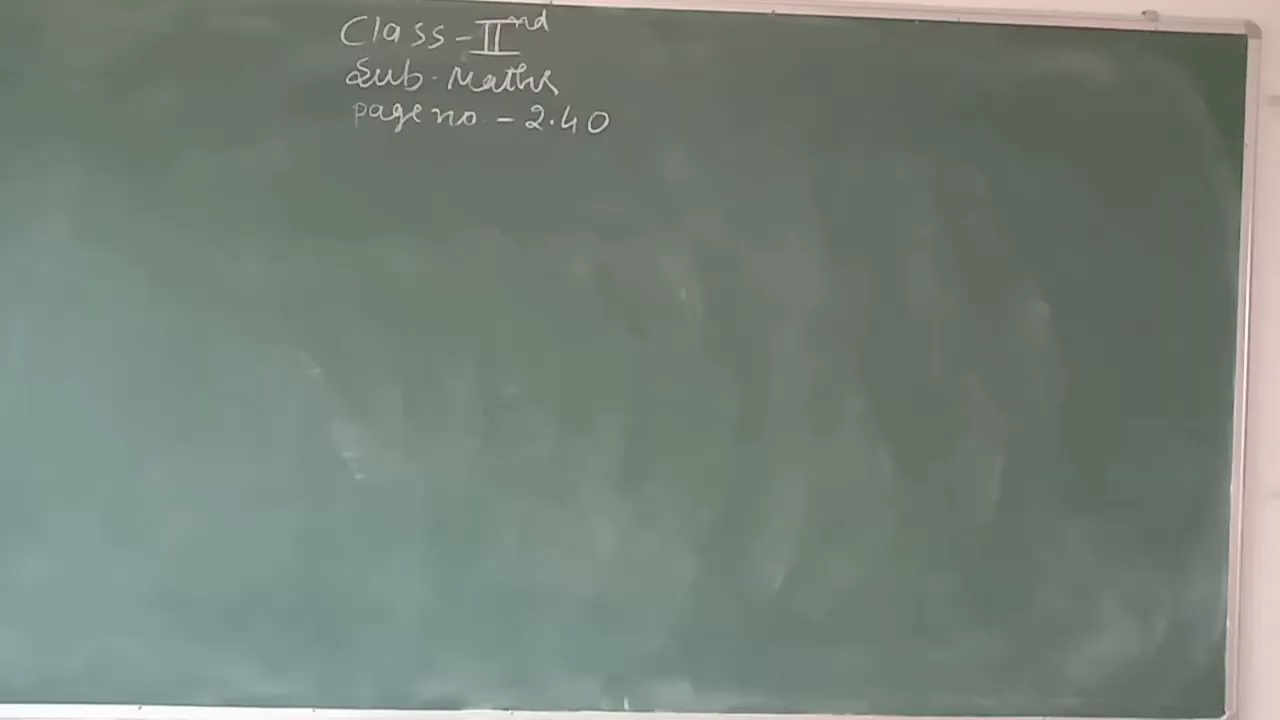 Class - IInd
Sub. Maths
page no - 2.40